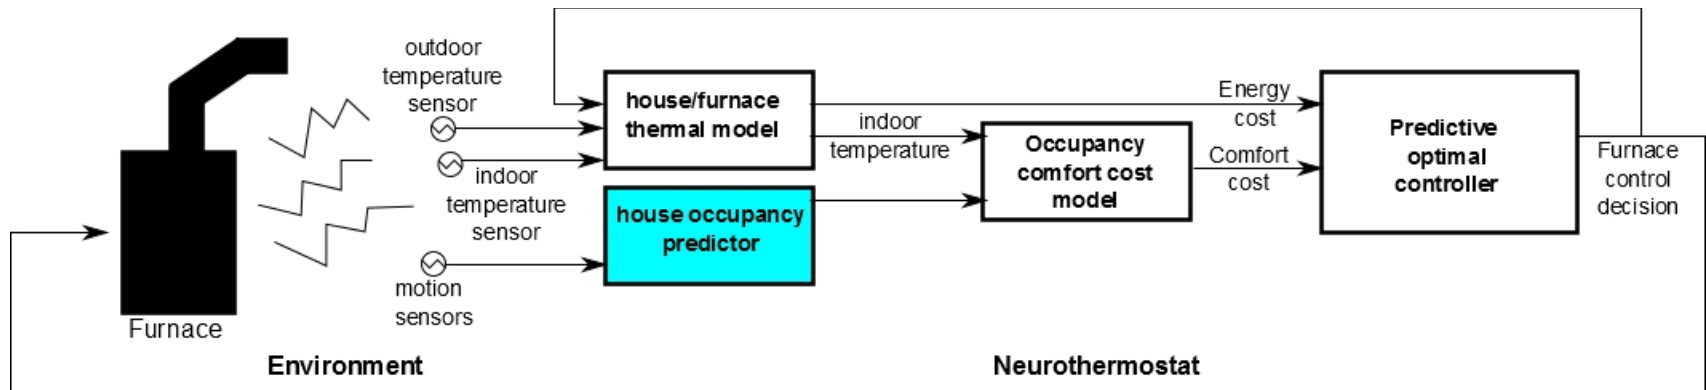 outdoor
temperature
sensor
indoor
temperature
sensor
motion
sensors
Furnace
Environment
house/furnace
thermal model
house occupancy
predictor
indoor
temperature
Occupancy
comfort cost
model
Energy
cost
Comfort
cost
Predictive
optimal
controller
Furnace
control
decision
Neurothermostat